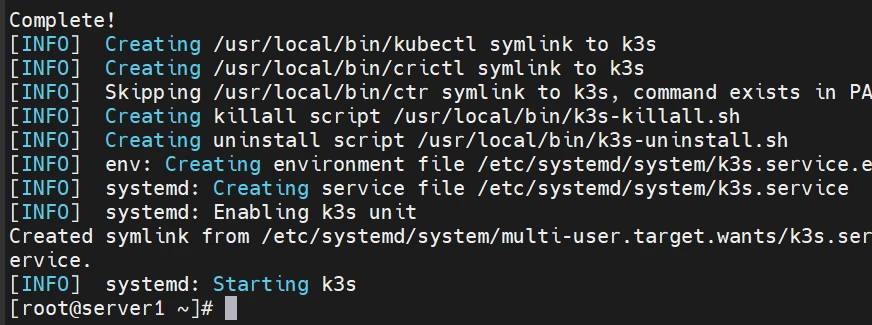 Complete!
[INFO]  Creating /usr/local/bin/kubectl symlink to k3s
[INFO]  Creating /usr/local/bin/crictl symlink to k3s
[INFO]  Skipping /usr/local/bin/ctr symlink to k3s, command exists in PA
[INFO]  Creating killall script /usr/local/bin/k3s-killall.sh
[INFO]  Creating uninstall script /usr/local/bin/k3s-uninstall.sh
[INFO]  env: Creating environment file /etc/systemd/system/k3s.service.e
[INFO]  systemd: Creating service file /etc/systemd/system/k3s.service
[INFO]  systemd: Enabling k3s unit
Created symlink from /etc/systemd/system/multi-user.target.wants/k3s.ser
ervice.
[INFO]  systemd: Starting k3s
[root@server1 ~]#